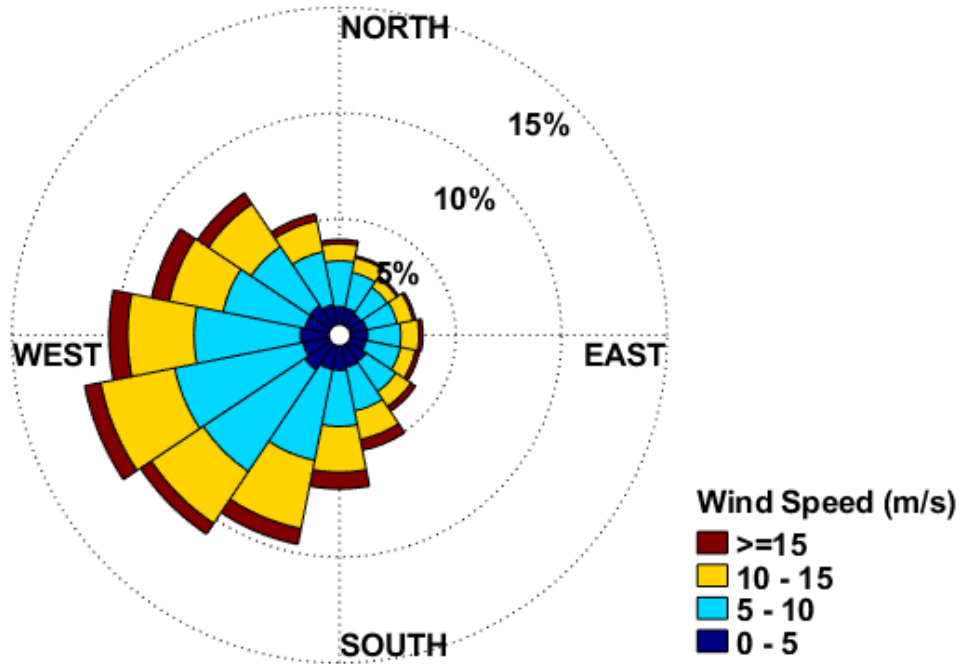 NORTH
15%
10%
5%
WEST
EAST
SOUTH
Wind Speed (m/s)
>=15
10 - 15
5 - 10
0 - 5